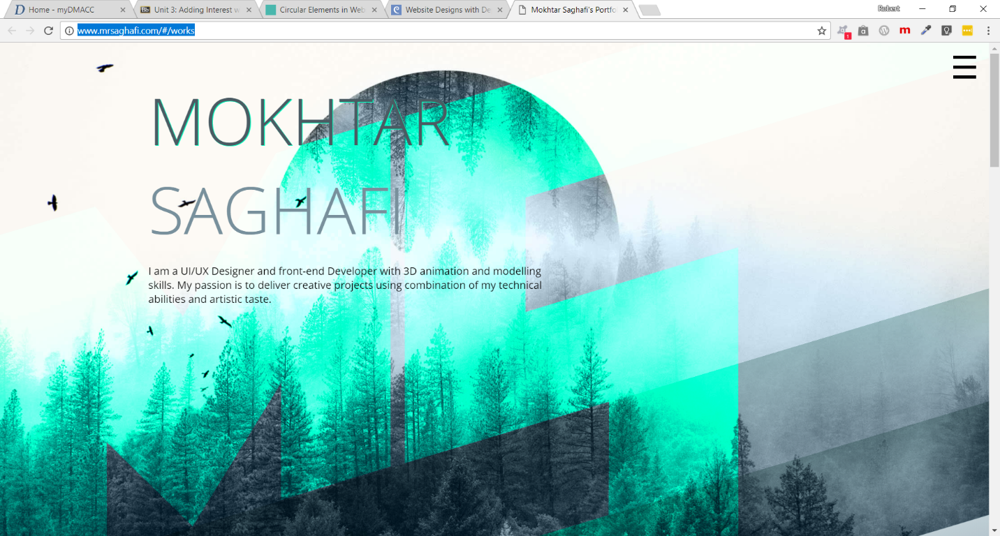 Home - myDMACC
Unit 3: Adding Interest w
Circular Elements in Web
Website Designs with De
Mokhtar Saghafi's Portfo
Robert
www.mrsaghafi.com/#/works
1
MOKHTAR
SAGHAFI
I am a UI/UX Designer and front-end Developer with 3D animation and modelling
skills. My passion is to deliver creative projects using combination of my technical
abilities and artistic taste.